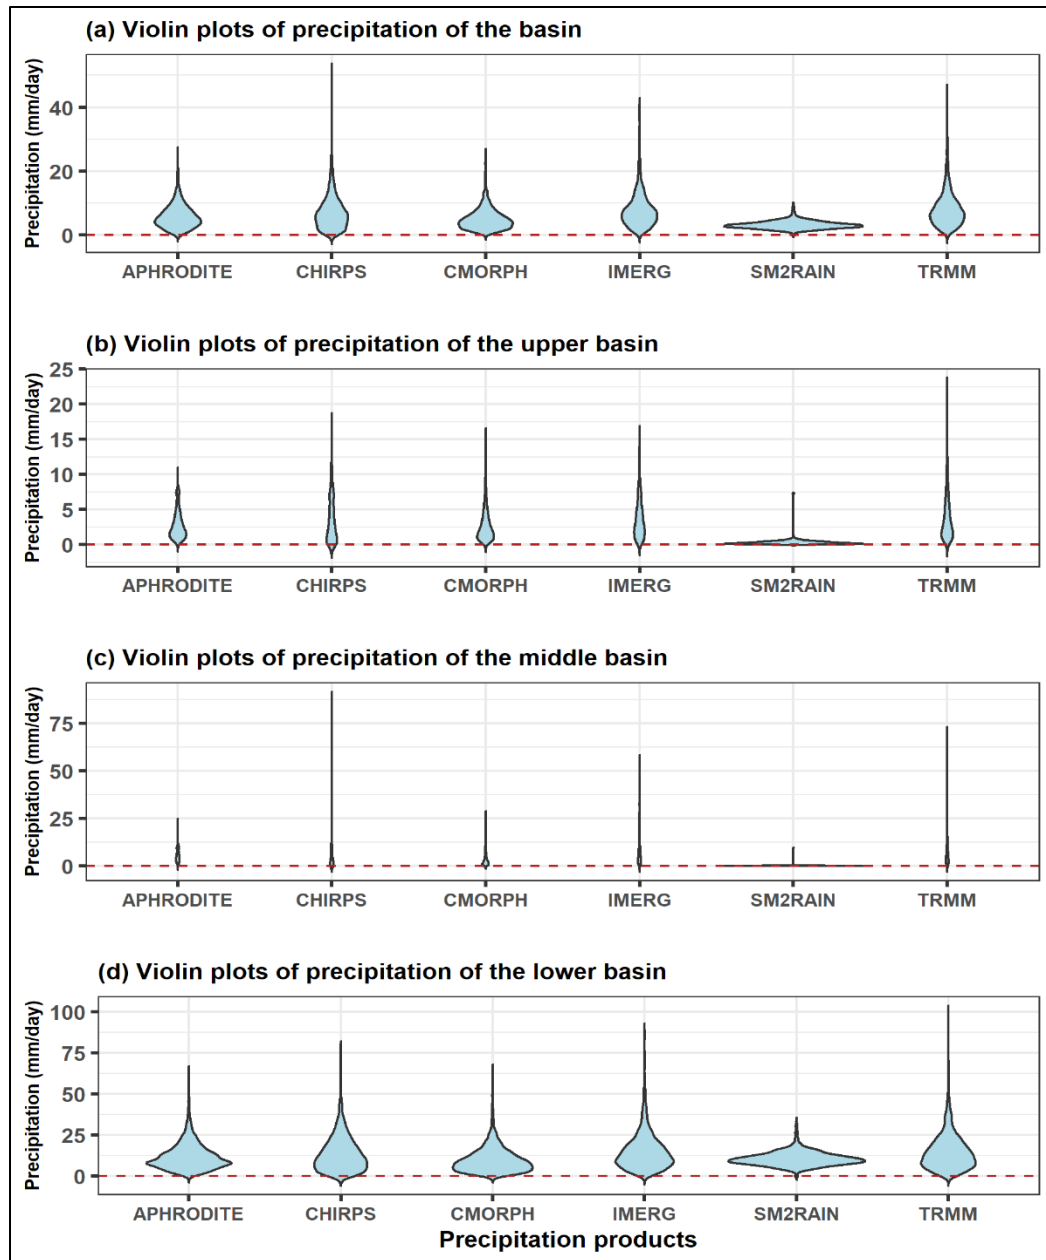 (a) Violin plots of precipitation of the basin
Precipitation (mm/day)
40
20
0
APHRODITE CHIRPS CMORPH IMERG SM2RAIN TRMM
(b) Violin plots of precipitation of the upper basin
Precipitation (mm/day)
25
20
15
10
5
0
APHRODITE CHIRPS CMORPH IMERG SM2RAIN TRMM
(c) Violin plots of precipitation of the middle basin
Precipitation (mm/day)
75
50
25
0
APHRODITE CHIRPS CMORPH IMERG SM2RAIN TRMM
(d) Violin plots of precipitation of the lower basin
Precipitation (mm/day)
100
75
50
25
0
APHRODITE CHIRPS CMORPH IMERG SM2RAIN TRMM
Precipitation products